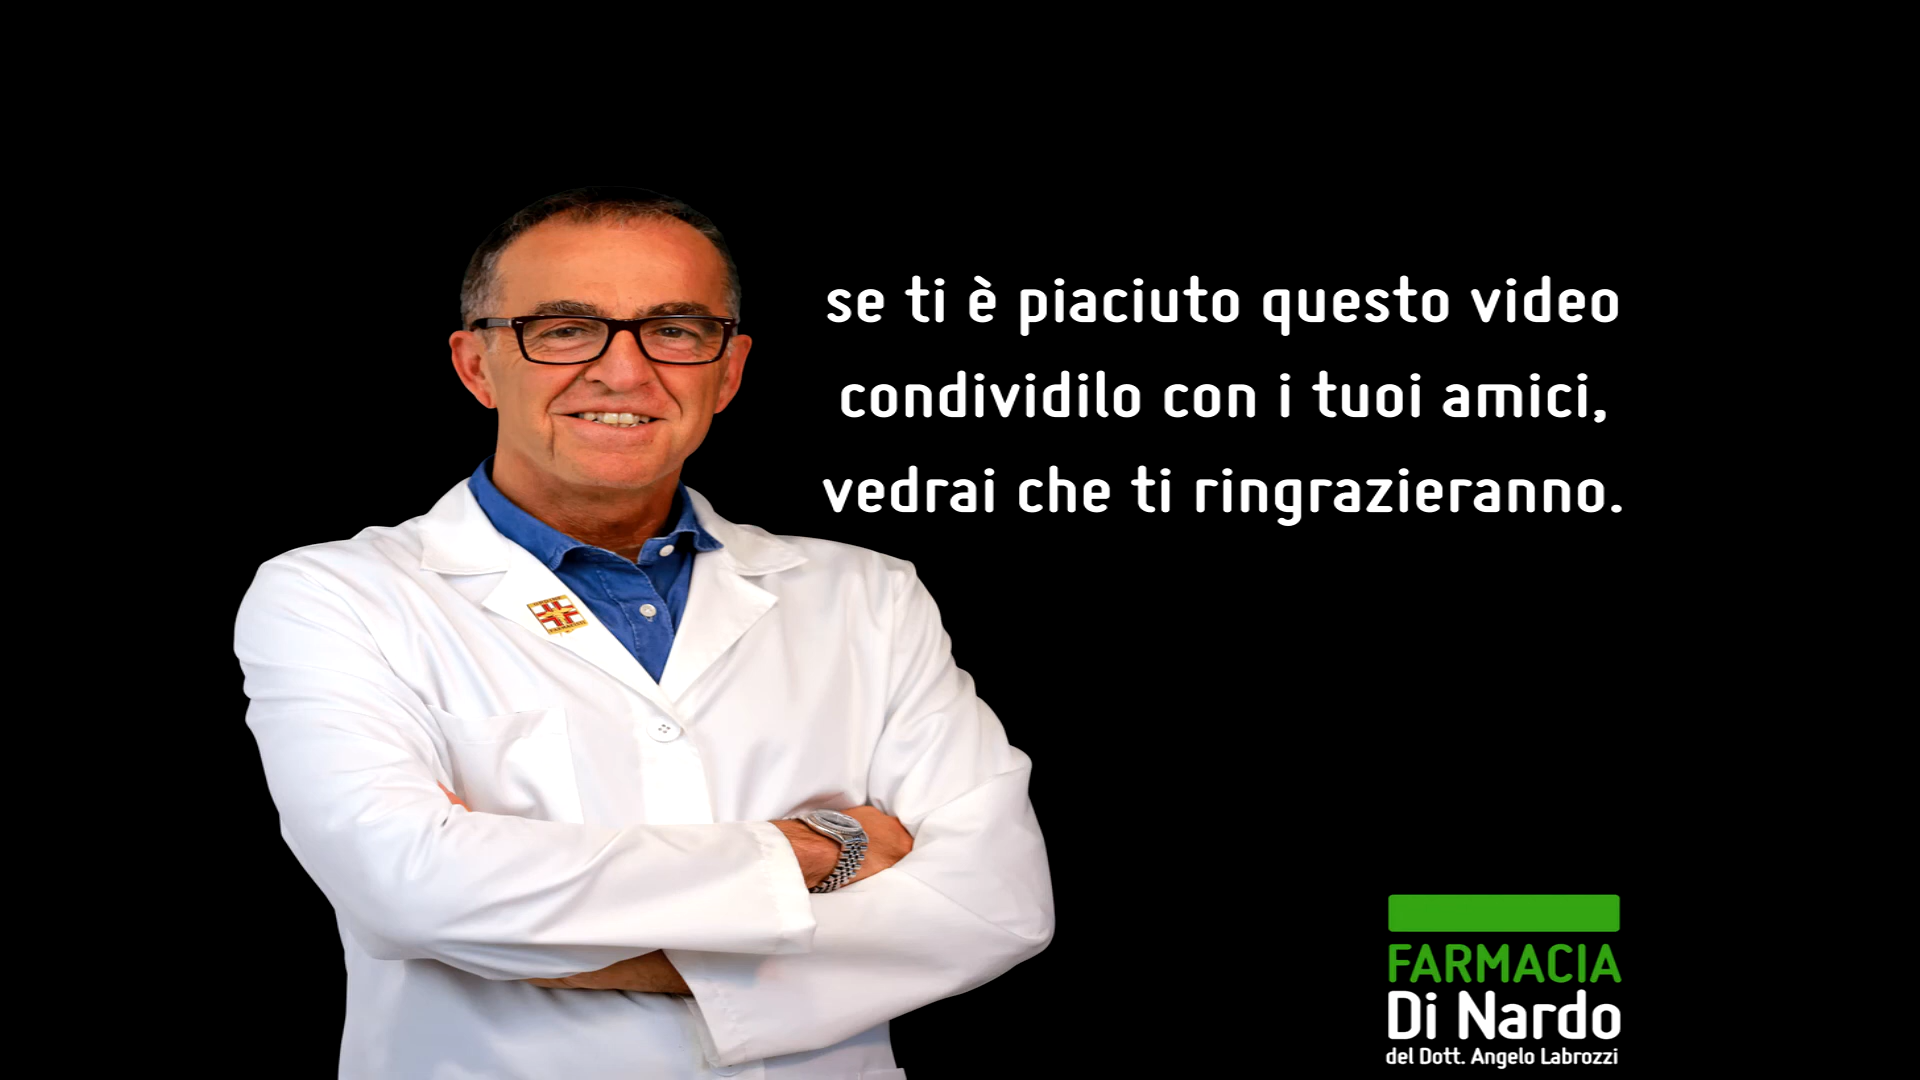 se ti è piaciuto questo video
condividilo con i tuoi amici,
vedrai che ti ringrazieranno.
FARMACIA
Di Nardo
del Dott. Angelo Labrozzi